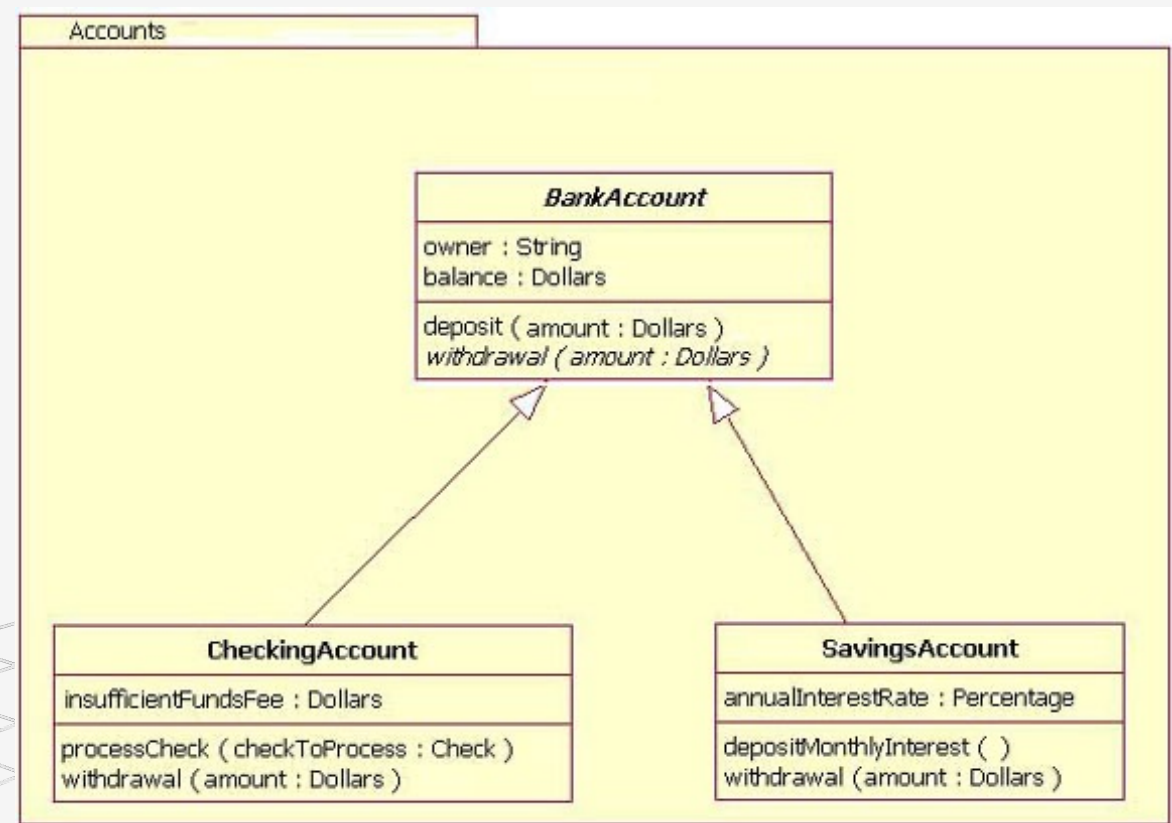 Accounts
BankAccount
owner : String
balance : Dollars
deposit ( amount : Dollars )
withdrawal ( amount : Dollars )
CheckingAccount
insufficientFundsFee : Dollars
processCheck ( checkToProcess : Check )
withdrawal ( amount : Dollars )
SavingsAccount
annualInterestRate : Percentage
depositMonthlyInterest ( )
withdrawal ( amount : Dollars )